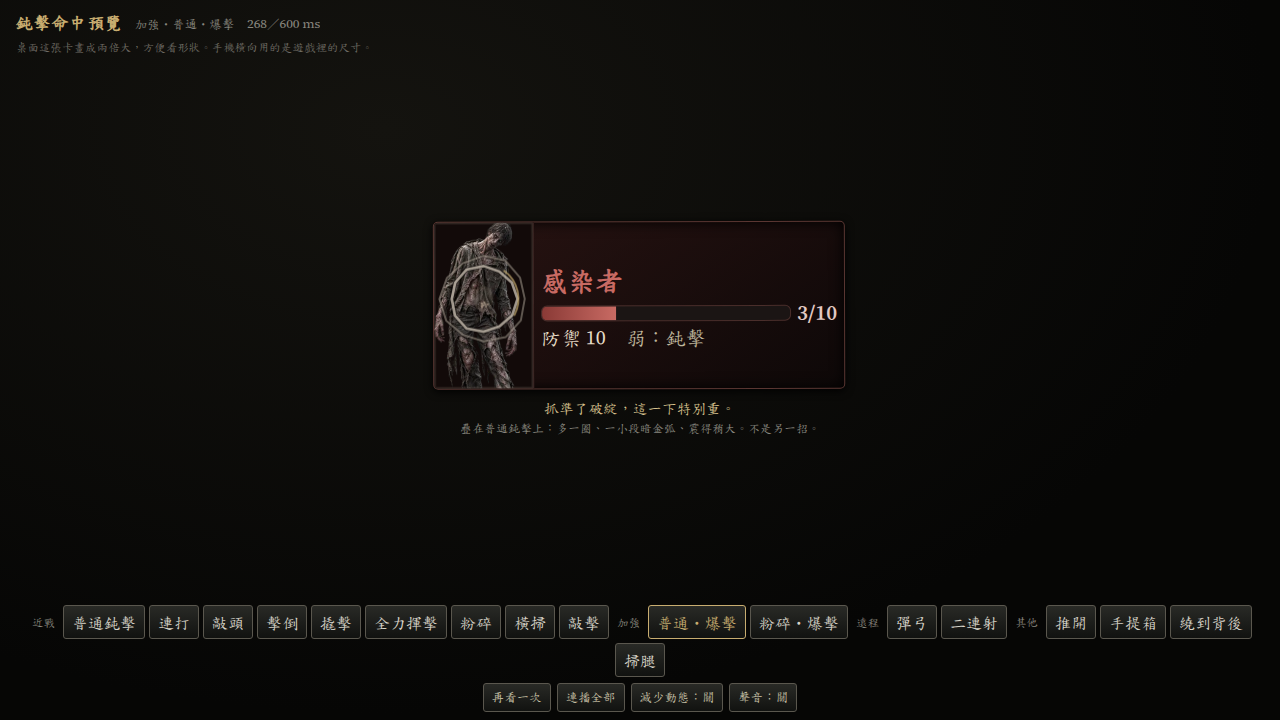 鈍擊命中預覽 加強・普通・爆擊 268／600 ms
桌面這張卡畫成兩倍大，方便看形狀。手機橫向用的是遊戲裡的尺寸。
感染者
3/10
防禦 10 弱：鈍擊
抓準了破綻，這一下特別重。
疊在普通鈍擊上：多一圈、一小段暗金弧、震得稍大。不是另一招。
近戰 普通鈍擊 連打 敲頭 擊倒 撬擊 全力揮擊 粉碎 橫掃 敲擊 加強 普通・爆擊 粉碎・爆擊 遠程 彈弓 二連射 其他 推開 手提箱 繞到背後
掃腿
再看一次 連播全部 減少動態：關 聲音：關